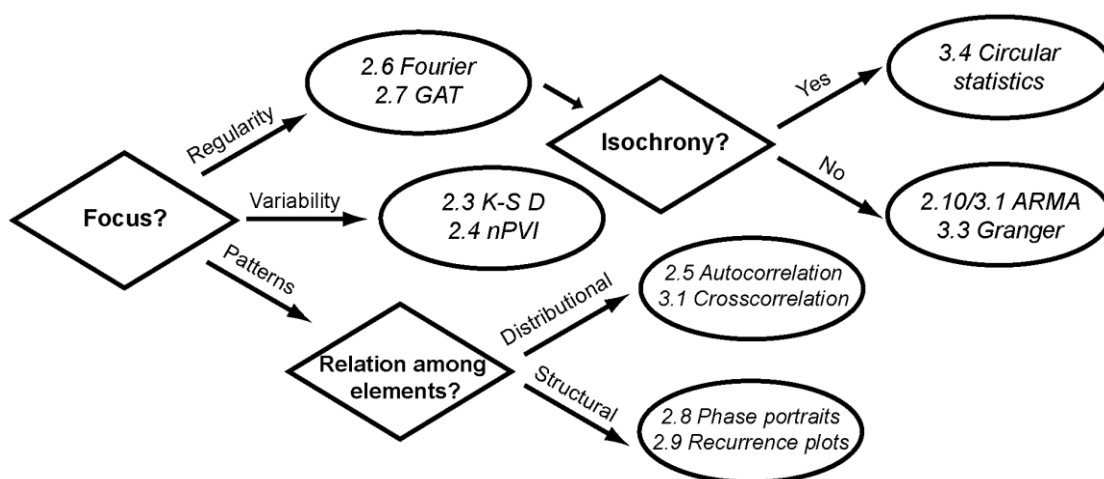 2.6 Fourier
2.7 GAT
3.4 Circular
statistics
Yes
Regularity
Isochrony?
No
Focus?
Variability
2.3 K-S D
2.4 nPVI
2.10/3.1 ARMA
3.3 Granger
Patterns
Distributional
2.5 Autocorrelation
3.1 Crosscorrelation
Relation among
elements?
Structural
2.8 Phase portraits
2.9 Recurrence plots